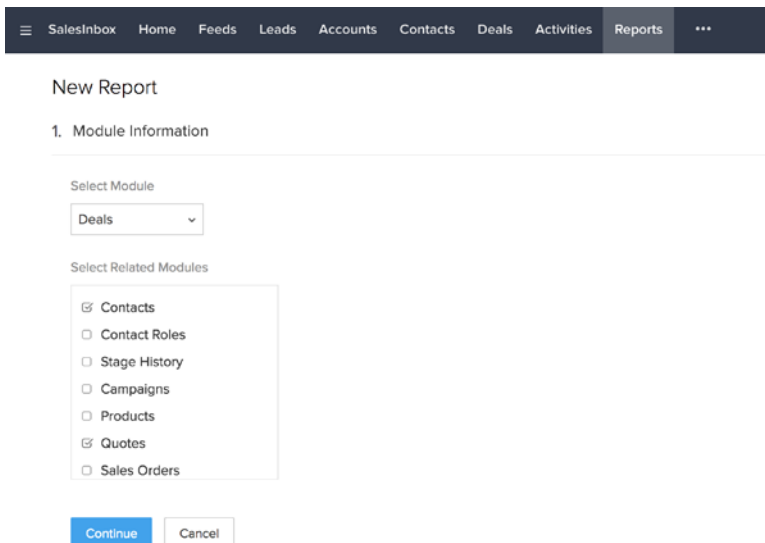 SalesInbox Home Feeds Leads Accounts Contacts Deals Activities Reports •••
New Report
1. Module Information
Select Module
Deals
Select Related Modules
Contacts
Contact Roles
Stage History
Campaigns
Products
Quotes
Sales Orders
Continue Cancel